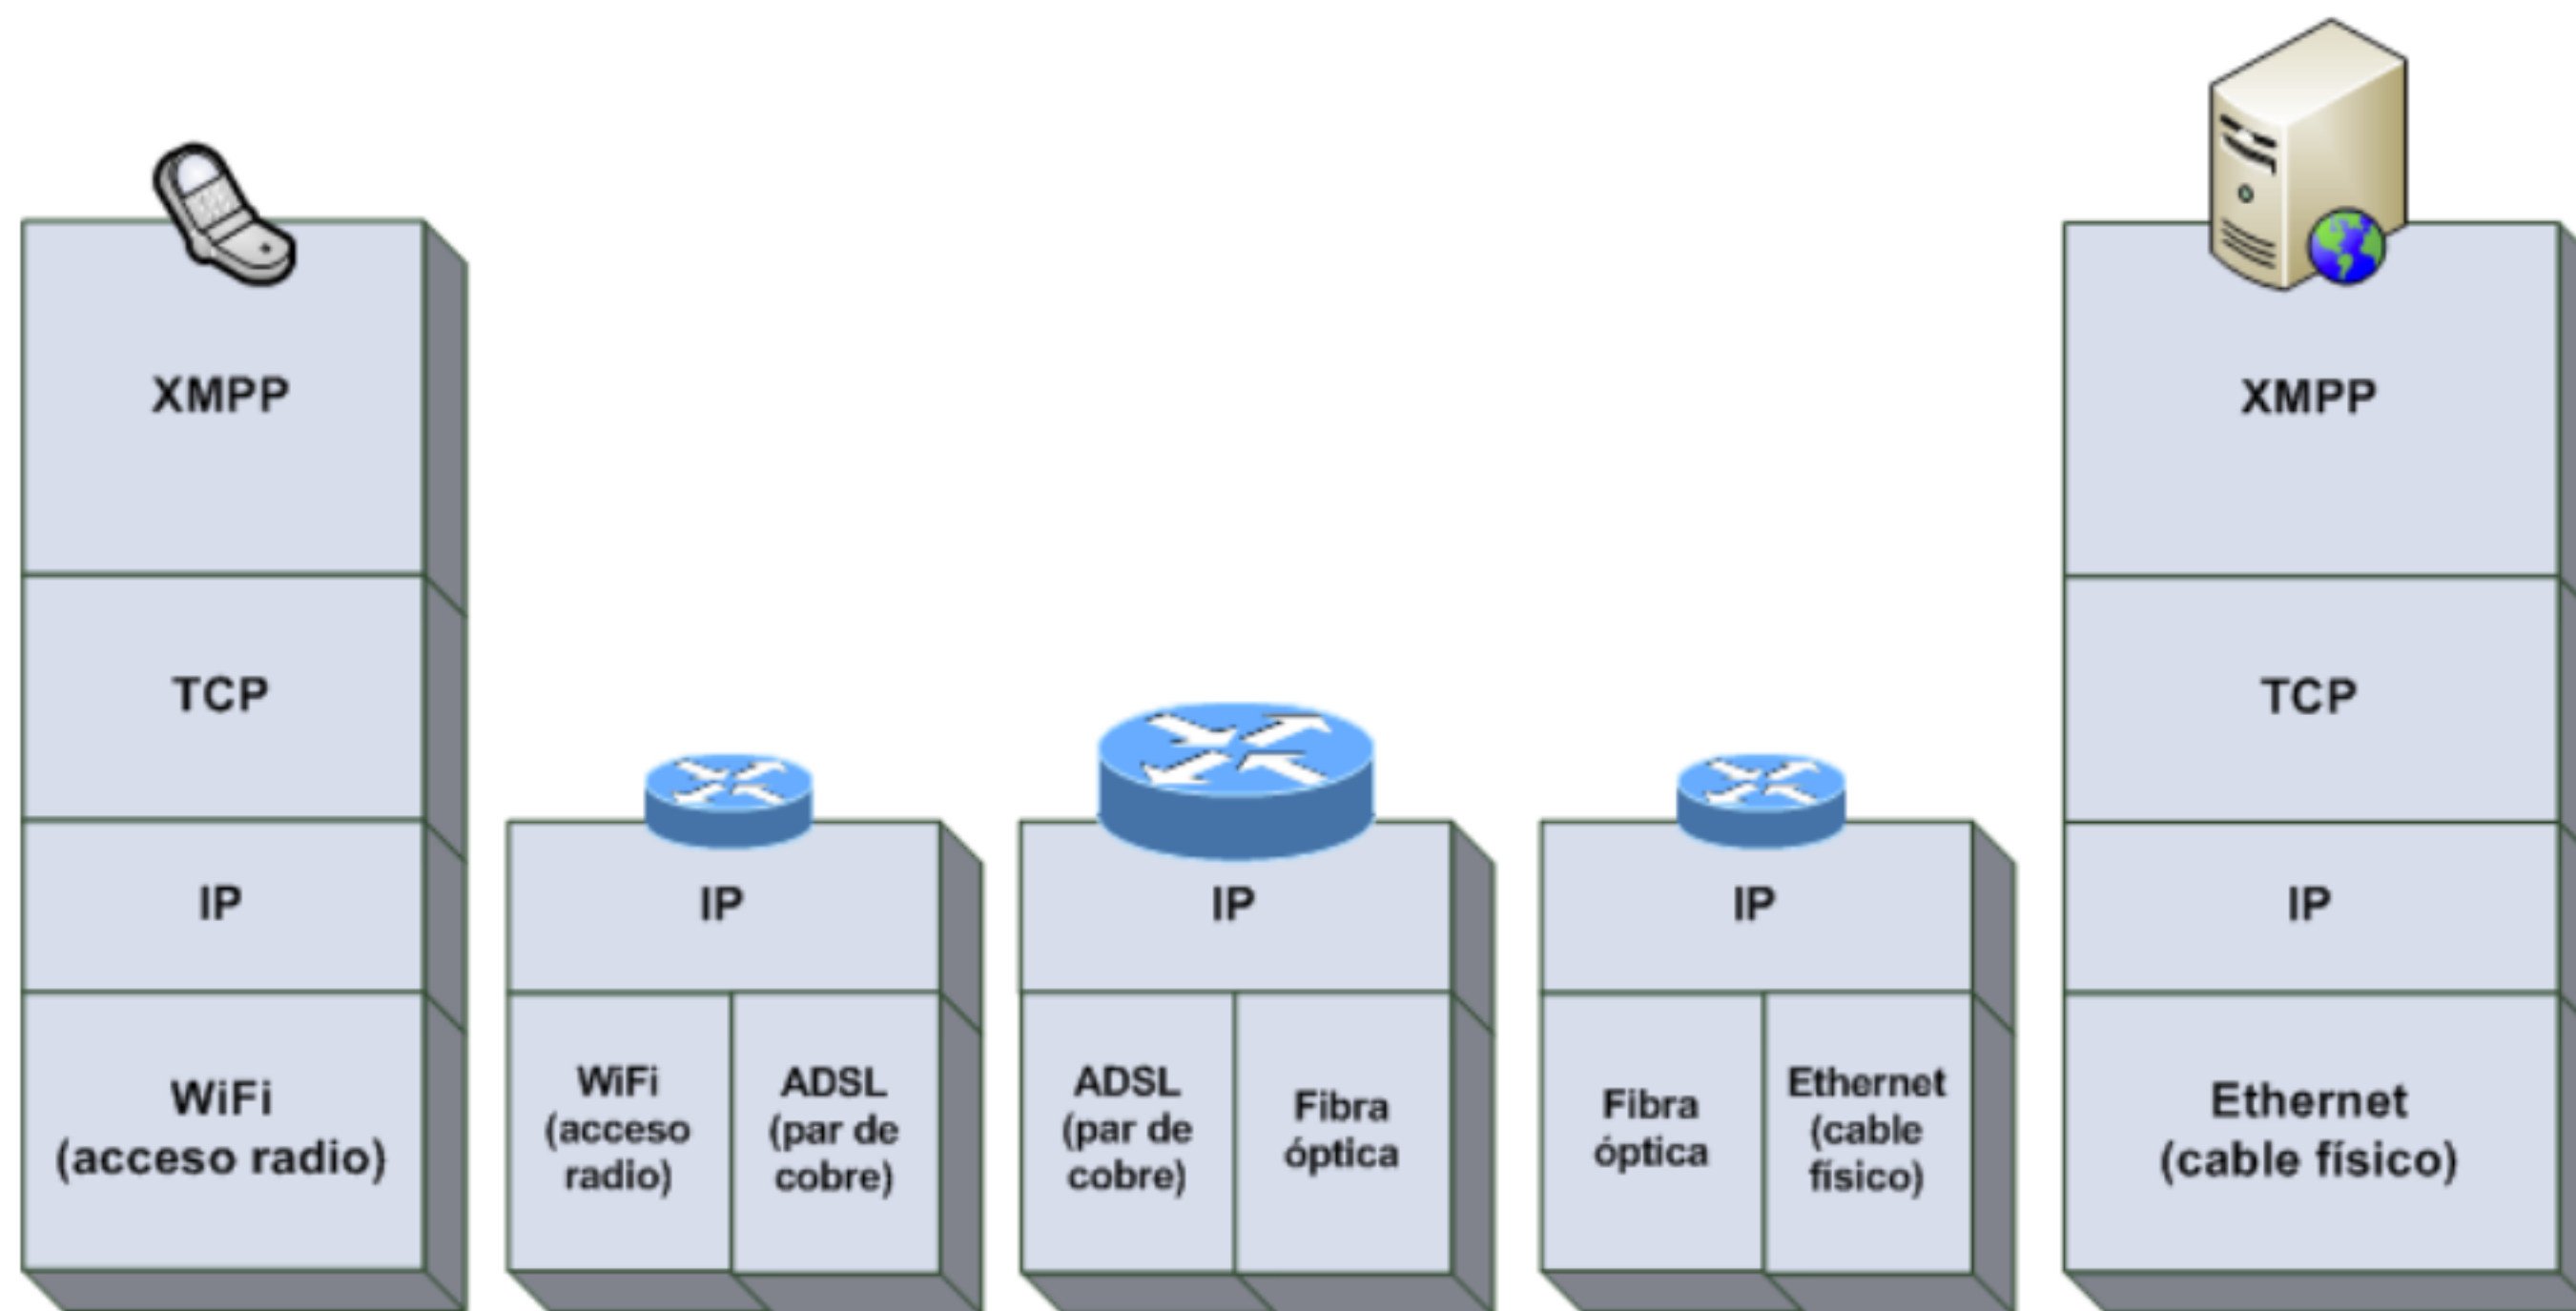 XMPP
TCP
IP
WiFi
(acceso radio)
IP
WiFi
(acceso
radio)
ADSL
(par de
cobre)
IP
ADSL
(par de
cobre)
Fibra
óptica
IP
Fibra
óptica
Ethernet
(cable
físico)
XMPP
TCP
IP
Ethernet
(cable físico)